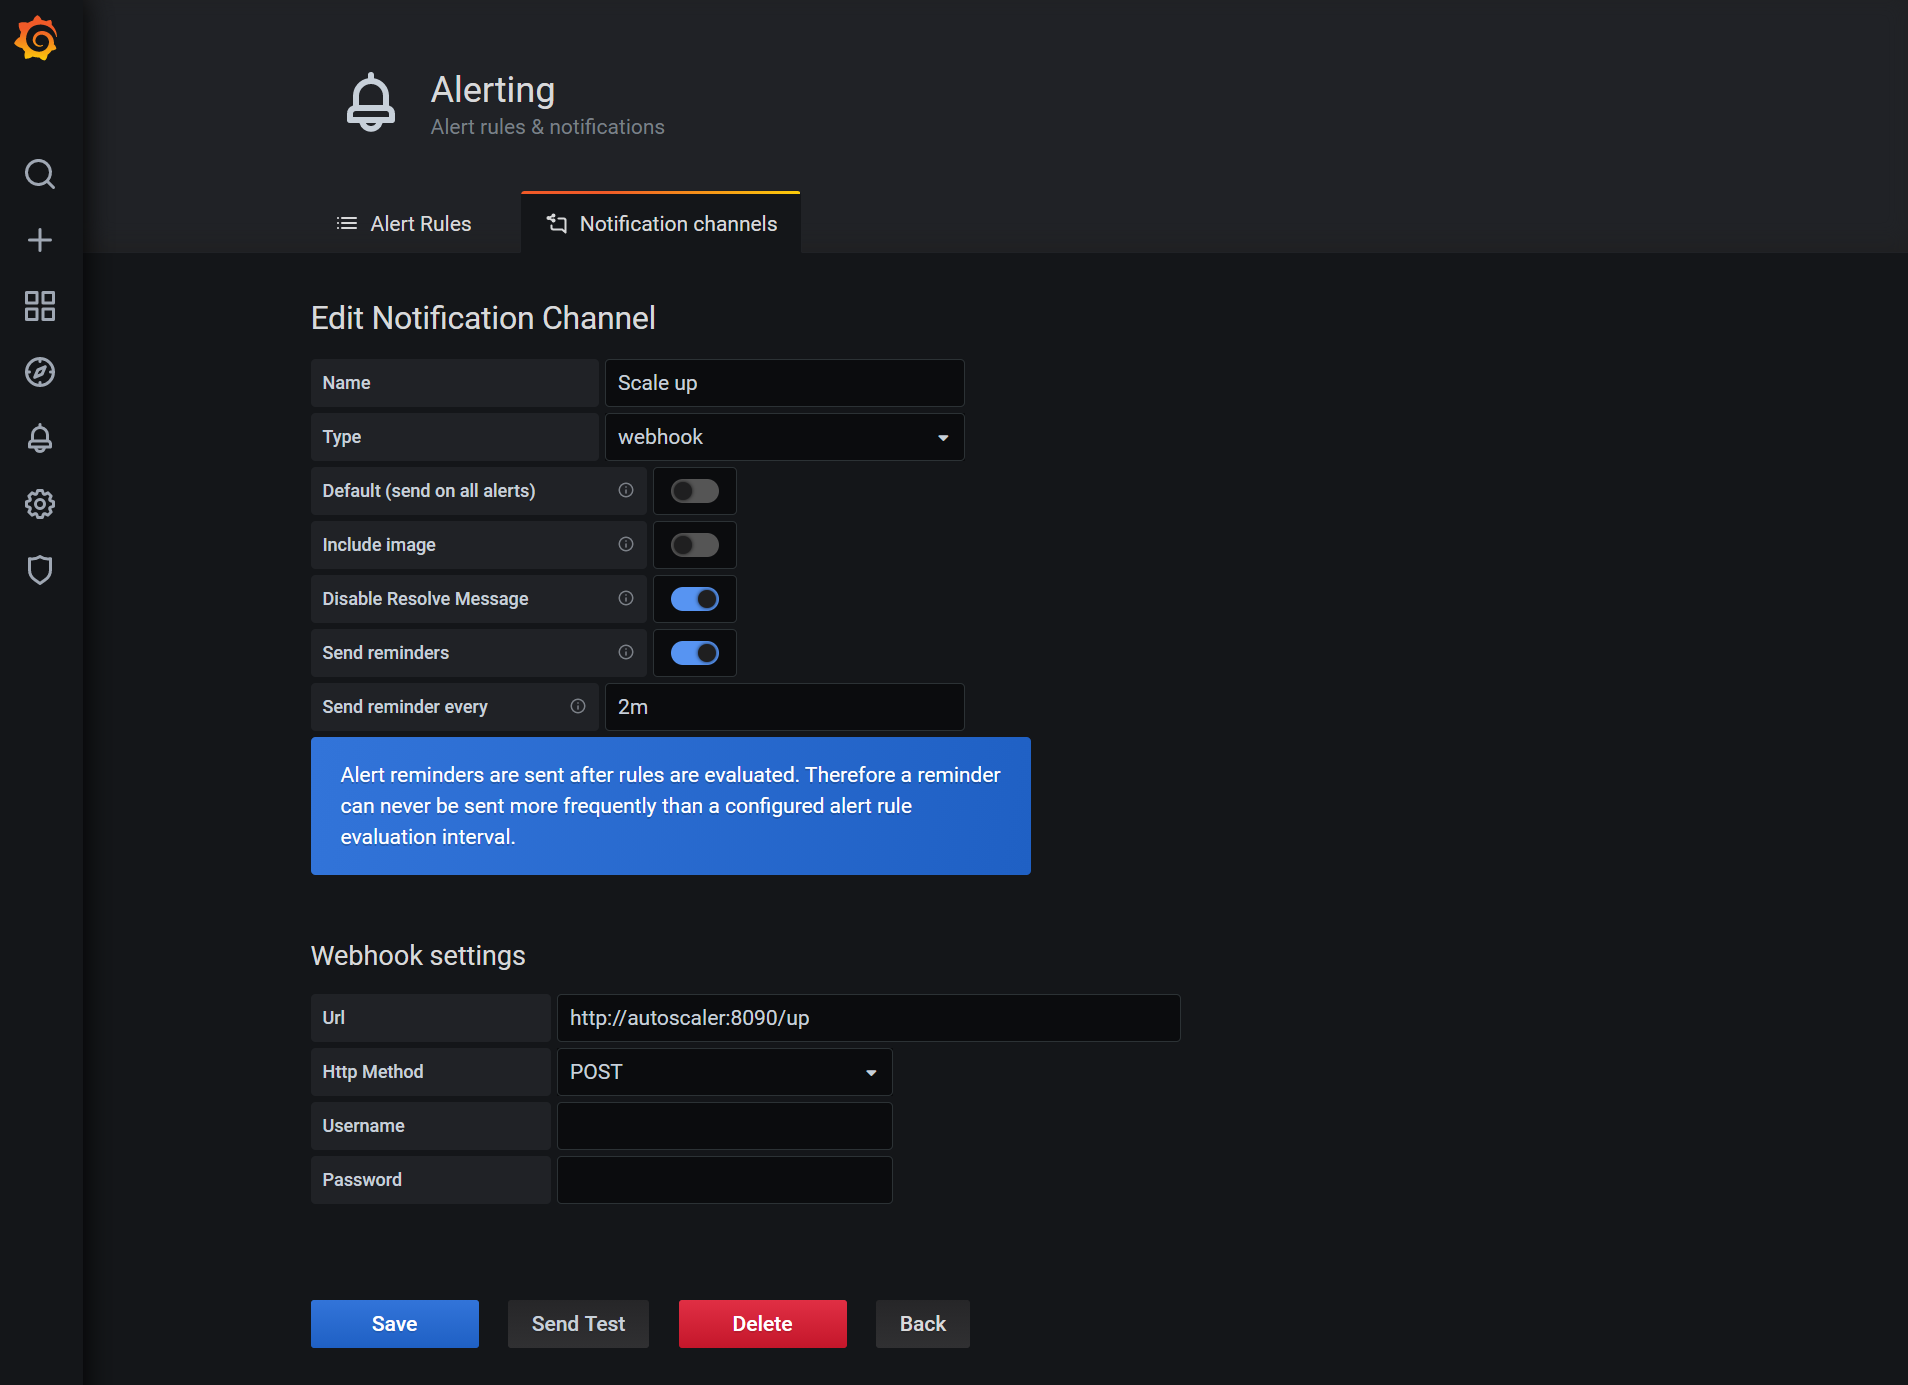 Alerting
Alert rules & notifications
Alert Rules
Notification channels
Edit Notification Channel
Name
Scale up
Type
webhook
Default (send on all alerts)
Include image
Disable Resolve Message
Send reminders
Send reminder every
2m
Alert reminders are sent after rules are evaluated. Therefore a reminder
can never be sent more frequently than a configured alert rule
evaluation interval.
Webhook settings
Url
http://autoscaler:8090/up
Http Method
POST
Username
Password
Save
Send Test
Delete
Back